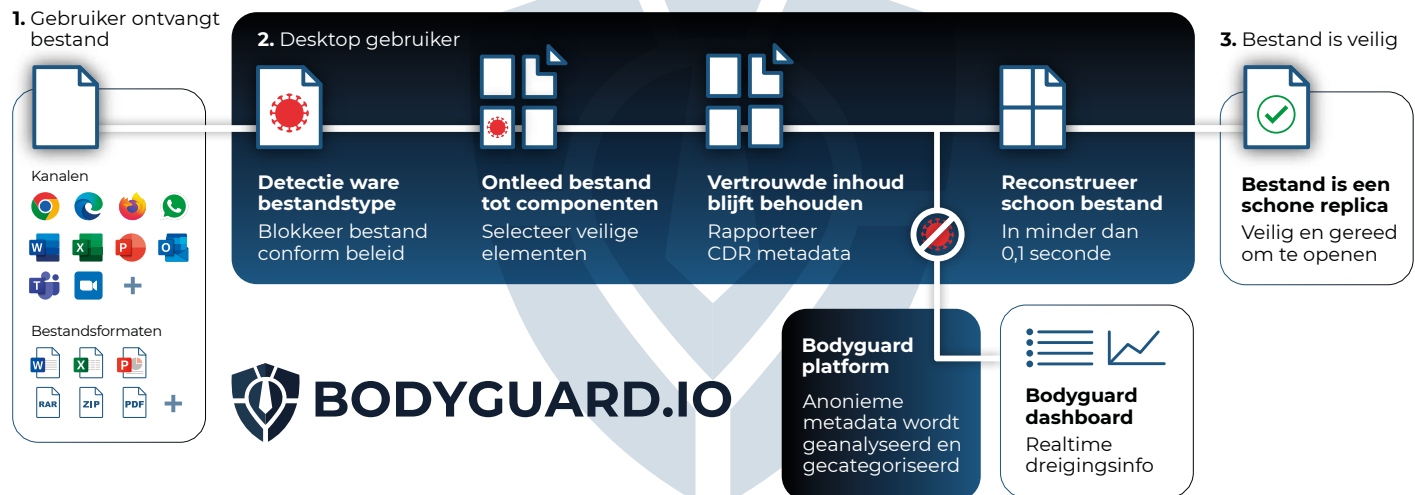 1. Gebruiker ontvangt
bestand
Kanalen
W
X
P
O
T
Bestandsformaten
W
X
P
RAR
ZIP
PDF
2. Desktop gebruiker
Detectie ware
bestandstype
Blokkeer bestand
conform beleid
Ontleed bestand
tot componenten
Selecteer veilige
elementen
Vertrouwde inhoud
blijft behouden
Rapporteer
CDR metadata
Reconstrueer
schoon bestand
In minder dan
0,1 seconde
3. Bestand is veilig
Bestand is een
schone replica
Veilig en gereed
om te openen
BODYGUARD.IO
Bodyguard
platform
Anonieme
metadata wordt
geanalyseerd en
gecategoriseerd
Bodyguard
dashboard
Realtime
dreigingsinfo